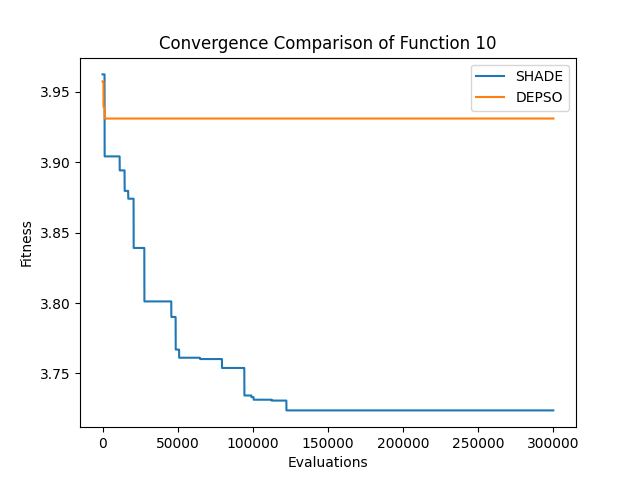 Convergence Comparison of Function 10
SHADE
DEPSO
3.95
3.90
3.85
3.80
3.75
Fitness
0 50000 100000 150000 200000 250000 300000
Evaluations